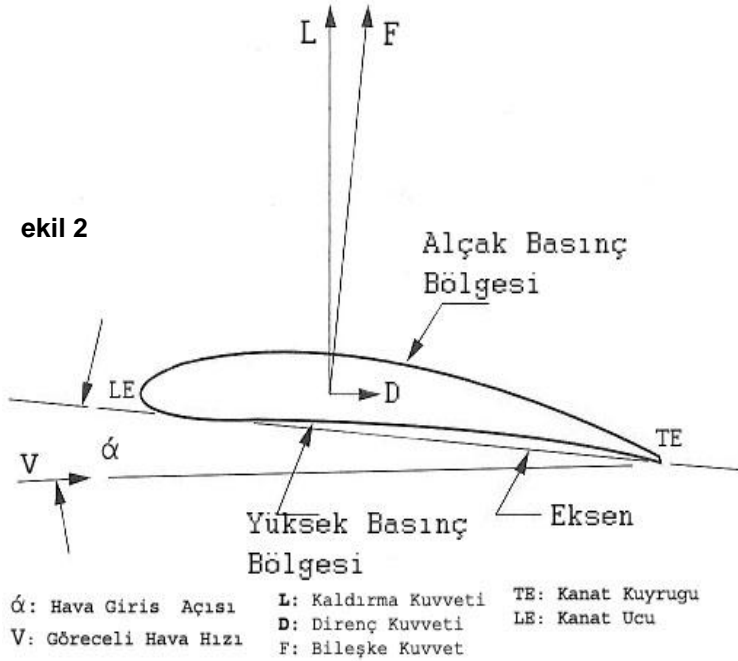 L
F
ekil 2
Alçak Basınç
Bölgesi
LE
D
TE
V
ά
Yüksek Basınç
Bölgesi
Eksen
ά: Hava Giris Açısı
V: Göreceli Hava Hızı
L: Kaldırma Kuvveti
D: Direnç Kuvveti
F: Bileşke Kuvvet
TE: Kanat Kuyrugu
LE: Kanat Ucu